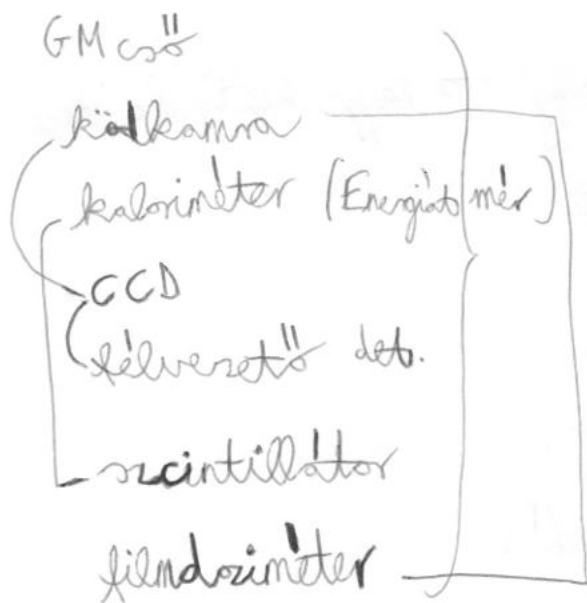 GM cső
ködkamra
kaloriméter (Energiát mér)
CCD
félvezető det.
szcintillátor
filmdoziméter